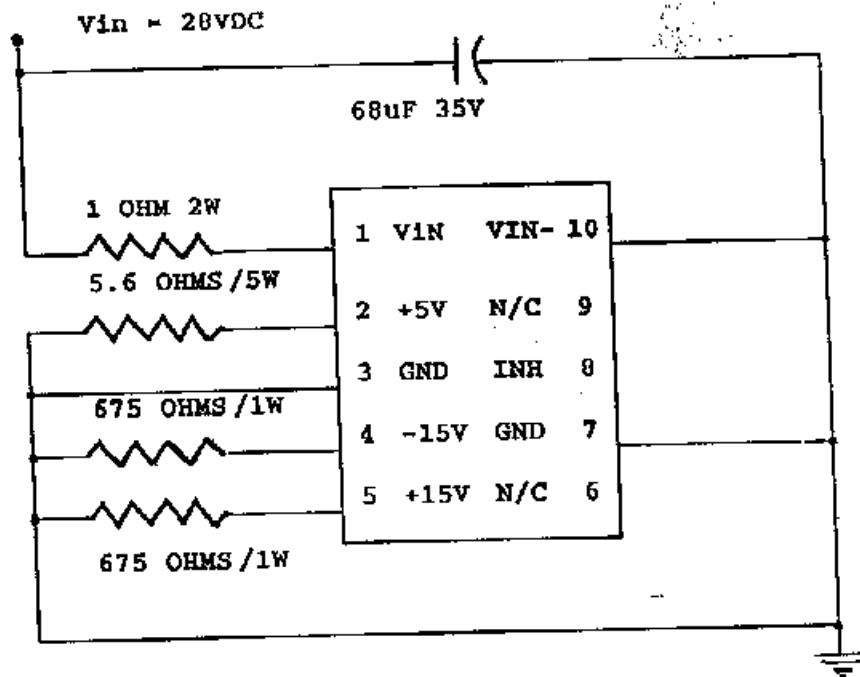 Vin = 28VDC
68uF 35V
1 OHM 2W
5.6 OHMS/5W
675 OHMS/1W
675 OHMS/1W
1 ViN VIN- 10
2 +5V N/C 9
3 GND INH 8
4 -15V GND 7
5 +15V N/C 6